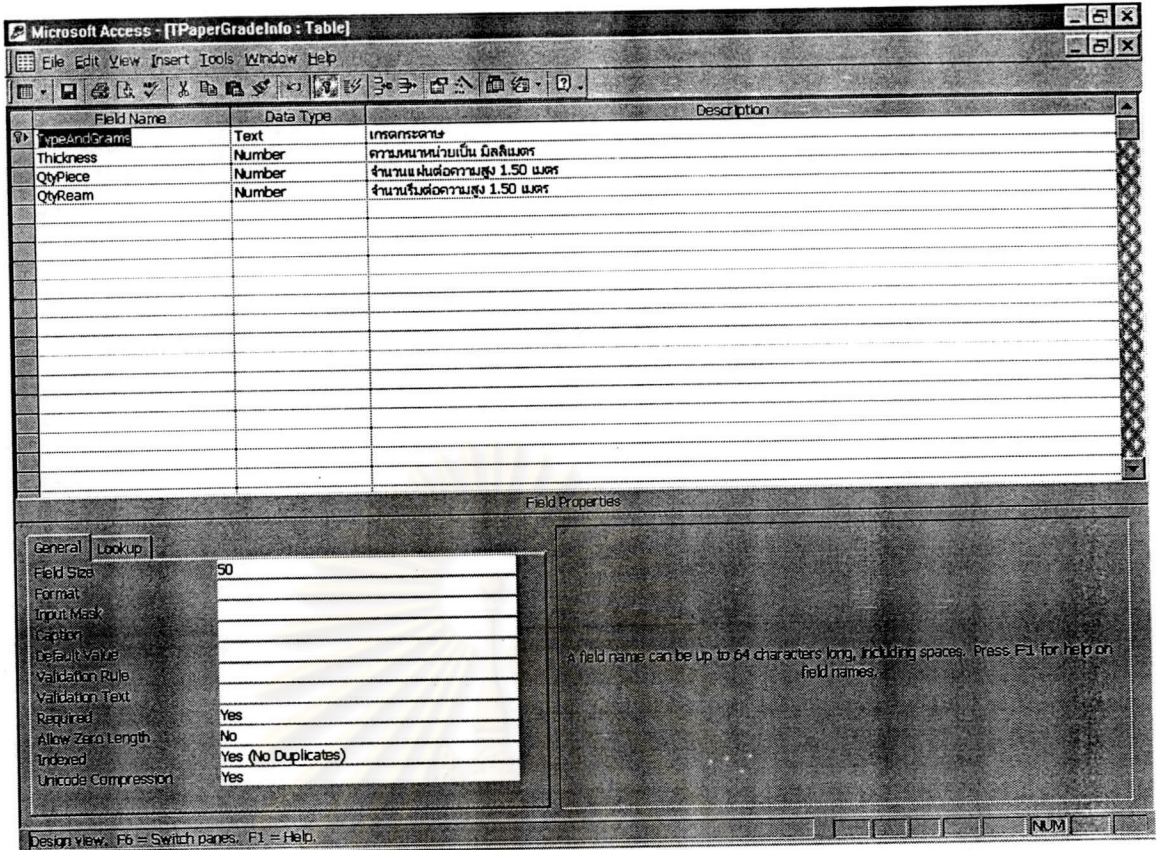 Microsoft Access - [TPaperGradeInfo : Table]
File Edit View Insert Tools Window Help
Field Name Data Type Description
TypeAndGrams Text เกรดกระดาษ
Thickness Number ความหนาหน่วยเป็น มิลลิเมตร
QtyPiece Number จำนวนแผ่นต่อความสูง 1.50 เมตร
QtyReam Number จำนวนรีมต่อความสูง 1.50 เมตร
Field Properties
General Lookup
Field Size 50
Format
Input Mask
Caption
Default Value
Validation Rule
Validation Text
Required Yes
Allow Zero Length No
Indexed Yes (No Duplicates)
Unicode Compression Yes
A field name can be up to 64 characters long, including spaces. Press F1 for help on
field names.
Design view. F6 = Switch panes. F1 = Help.
NUM